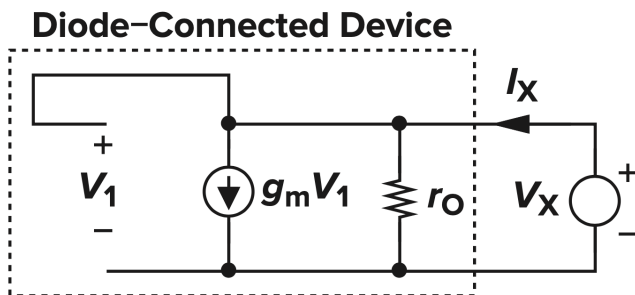 Diode–Connected Device
I_X
+
V_1
–
g_mV_1
r_O
V_X
+
–